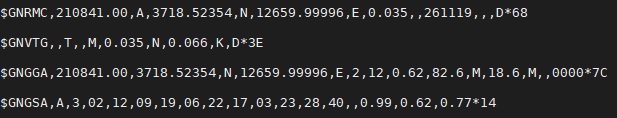 $GNRMC,210841.00,A,3718.52354,N,12659.99996,E,0.035,,261119,,,D*68
$GNVTG,,T,,M,0.035,N,0.066,K,D*3E
$GNGGA,210841.00,3718.52354,N,12659.99996,E,2,12,0.62,82.6,M,18.6,M,,0000*7C
$GNGSA,A,3,02,12,09,19,06,22,17,03,23,28,40,,0.99,0.62,0.77*14